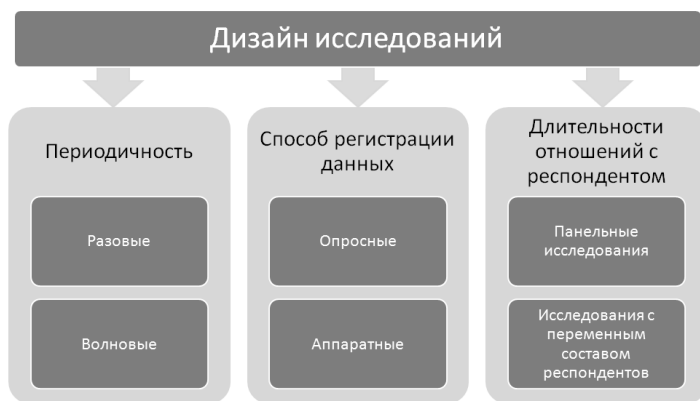 Дизайн исследований
Периодичность
Разовые
Волновые
Способ регистрации
данных
Опросные
Аппаратные
Длительности
отношений с
респондентом
Панельные
исследования
Исследования с
переменным
составом
респондентов